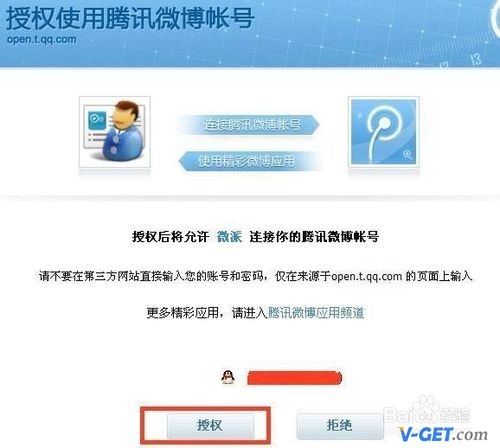 授权使用腾讯微博帐号
open.t.qq.com
12 13
连接腾讯微博帐号
使用精彩微博应用
授权后将允许 微派 连接你的腾讯微博帐号
请不要在第三方网站直接输入您的账号和密码，仅在来源于open.t.qq.com 的页面上输入
更多精彩应用，请进入腾讯微博应用频道
授权
拒绝
Bai 经验
V-GET.com